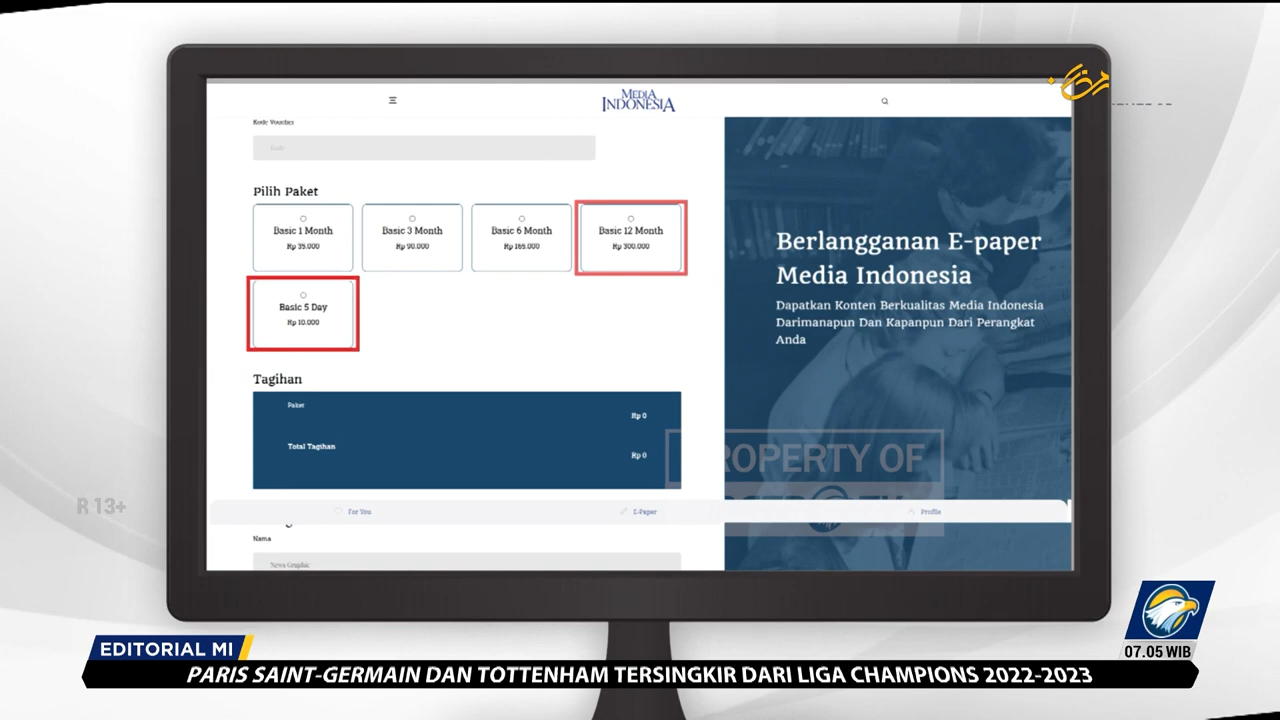 MEDIA
INDONESIA
Kode Voucher
Kode
Pilih Paket
Basic 1 Month
Rp 35.000
Basic 3 Month
Rp 90.000
Basic 6 Month
Rp 165.000
Basic 12 Month
Rp 300.000
Basic 5 Day
Rp 10.000
Berlangganan E-paper
Media Indonesia
Dapatkan Konten Berkualitas Media Indonesia
Darimanapun Dan Kapanpun Dari Perangkat
Anda
Tagihan
Paket
Rp 0
Total Tagihan
Rp 0
PROPERTY OF
R 13+
For You
E-Paper
Profile
Nama
News Graphic
EDITORIAL MI
07.05 WIB
PARIS SAINT-GERMAIN DAN TOTTENHAM TERSINGKIR DARI LIGA CHAMPIONS 2022-2023